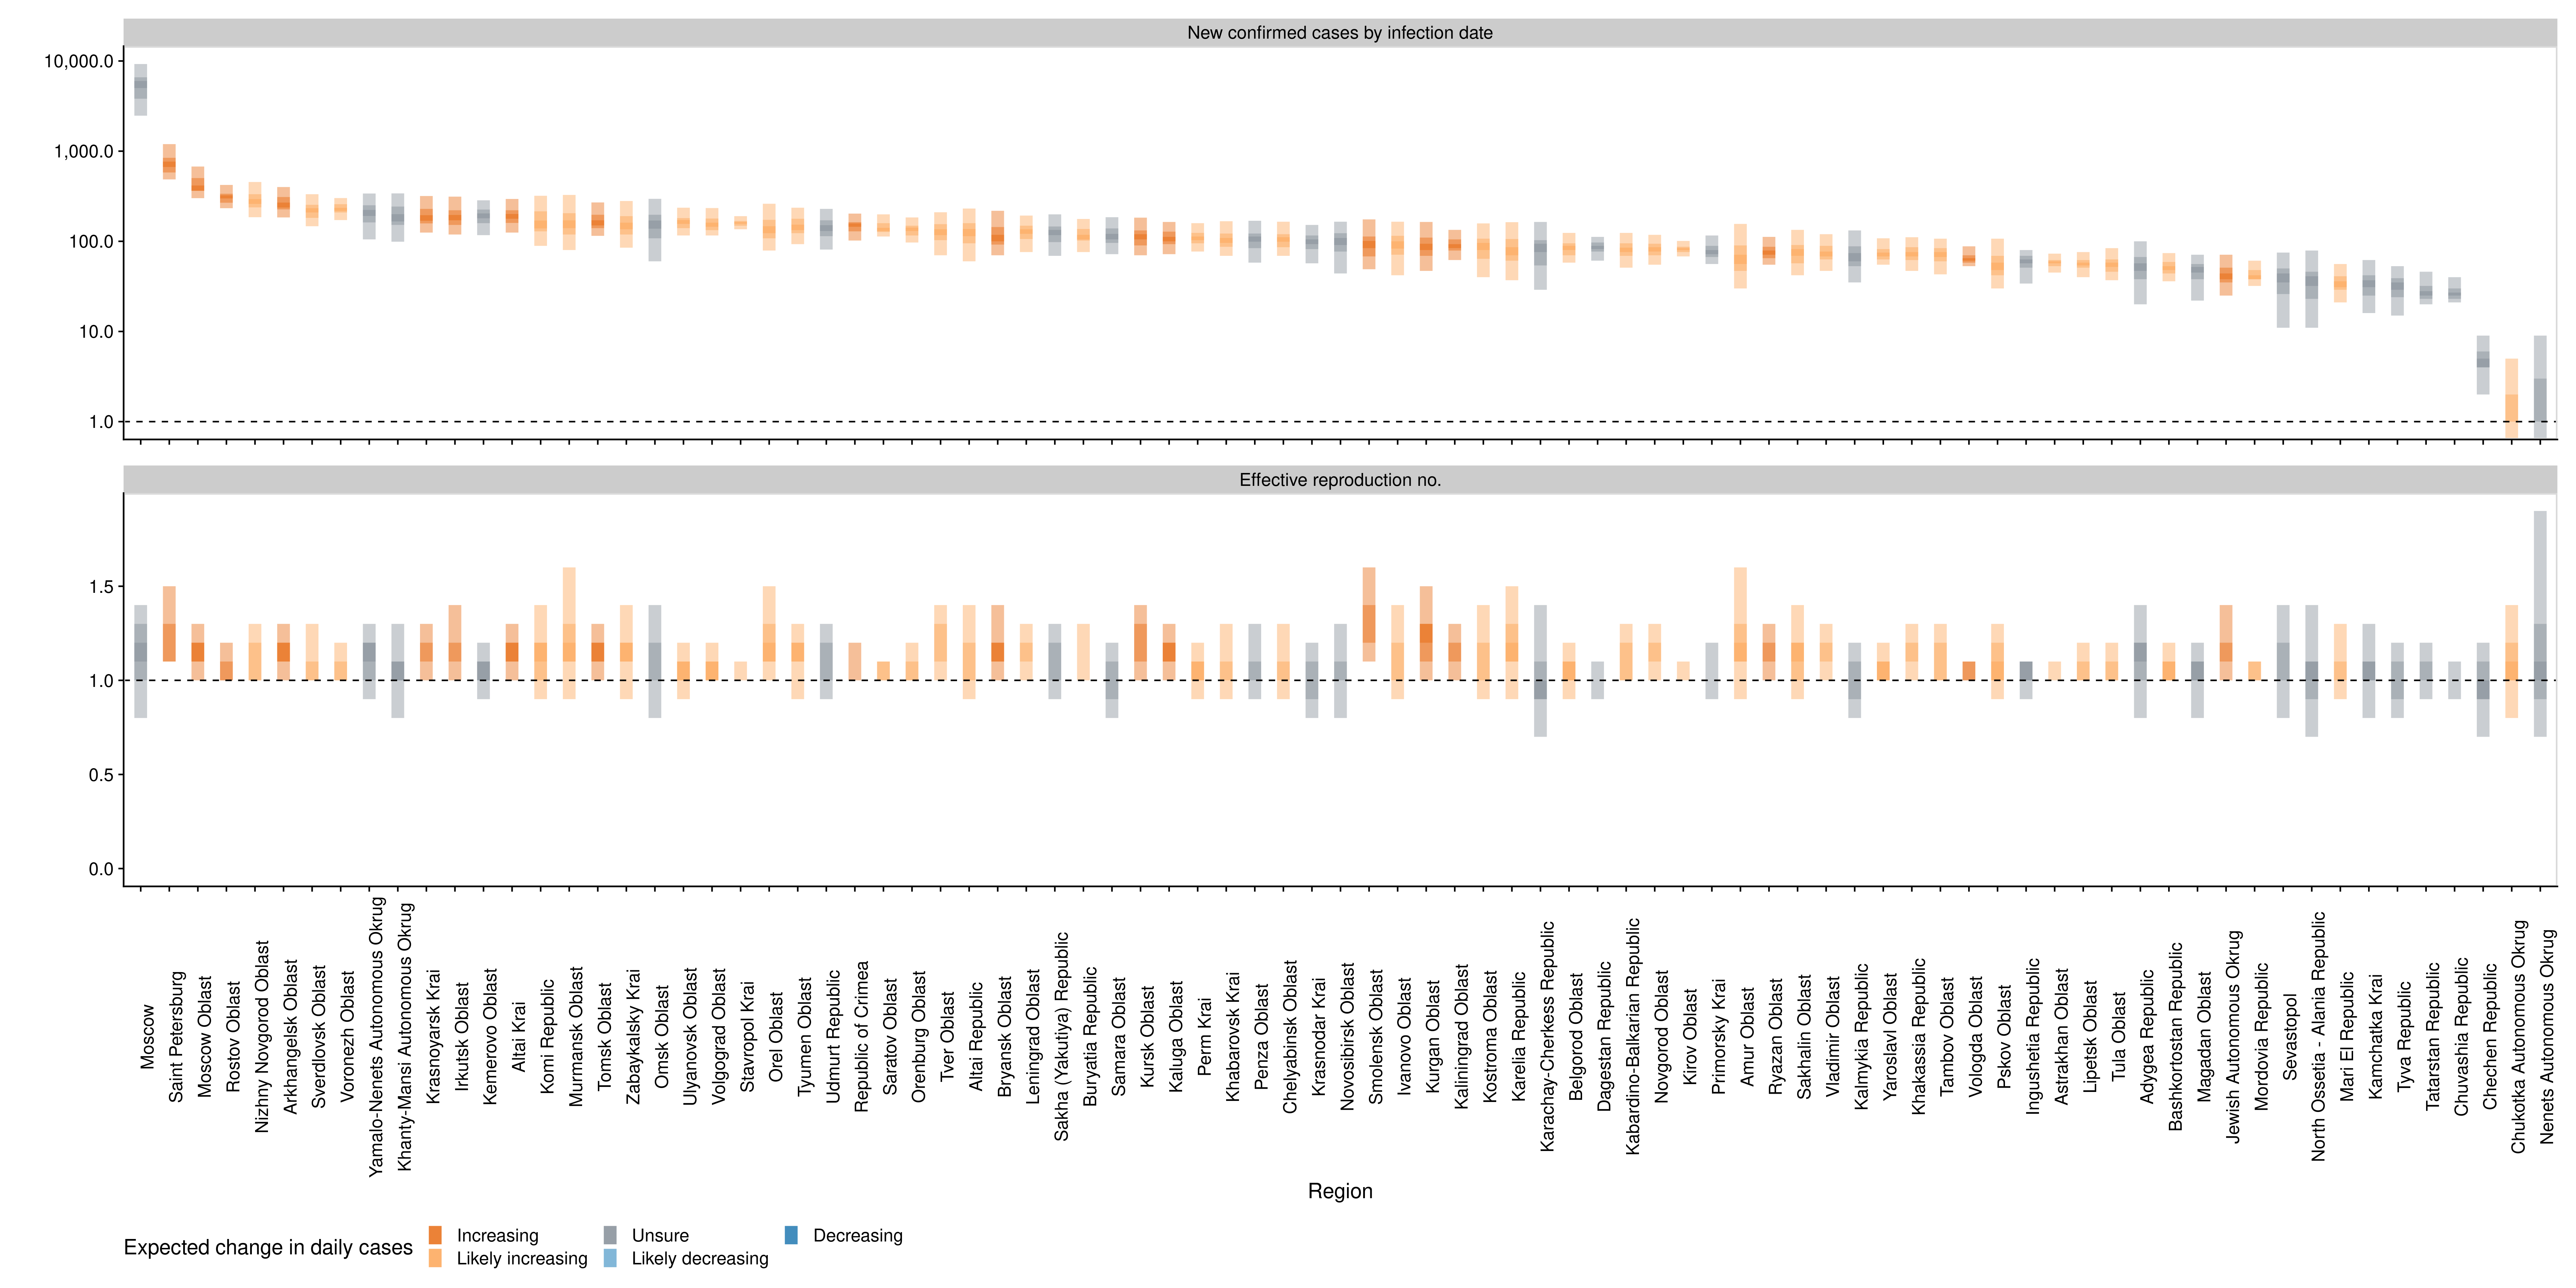 New confirmed cases by infection date
10,000.0
1,000.0
100.0
10.0
1.0
Effective reproduction no.
1.5
1.0
0.5
0.0
Moscow
Saint Petersburg
Moscow Oblast
Rostov Oblast
Nizhny Novgorod Oblast
Arkhangelsk Oblast
Sverdlovsk Oblast
Voronezh Oblast
Yamalo-Nenets Autonomous Okrug
Khanty-Mansi Autonomous Okrug
Krasnoyarsk Krai
Irkutsk Oblast
Kemerovo Oblast
Altai Krai
Komi Republic
Murmansk Oblast
Tomsk Oblast
Zabaykalsky Krai
Omsk Oblast
Ulyanovsk Oblast
Volgograd Oblast
Stavropol Krai
Orel Oblast
Tyumen Oblast
Udmurt Republic
Republic of Crimea
Saratov Oblast
Orenburg Oblast
Tver Oblast
Altai Republic
Bryansk Oblast
Leningrad Oblast
Sakha (Yakutiya) Republic
Buryatia Republic
Samara Oblast
Kursk Oblast
Kaluga Oblast
Perm Krai
Khabarovsk Krai
Penza Oblast
Chelyabinsk Oblast
Krasnodar Krai
Novosibirsk Oblast
Smolensk Oblast
Ivanovo Oblast
Kurgan Oblast
Kaliningrad Oblast
Kostroma Oblast
Karelia Republic
Karachay-Cherkess Republic
Belgorod Oblast
Dagestan Republic
Kabardino-Balkarian Republic
Novgorod Oblast
Kirov Oblast
Primorsky Krai
Amur Oblast
Ryazan Oblast
Sakhalin Oblast
Vladimir Oblast
Kalmykia Republic
Yaroslavl Oblast
Khakassia Republic
Tambov Oblast
Vologda Oblast
Pskov Oblast
Ingushetia Republic
Astrakhan Oblast
Lipetsk Oblast
Tula Oblast
Adygea Republic
Bashkortostan Republic
Magadan Oblast
Jewish Autonomous Okrug
Mordovia Republic
Sevastopol
North Ossetia - Alania Republic
Mari El Republic
Kamchatka Krai
Tyva Republic
Tatarstan Republic
Chuvashia Republic
Chechen Republic
Chukotka Autonomous Okrug
Nenets Autonomous Okrug
Region
Expected change in daily cases
Increasing
Likely increasing
Unsure
Likely decreasing
Decreasing